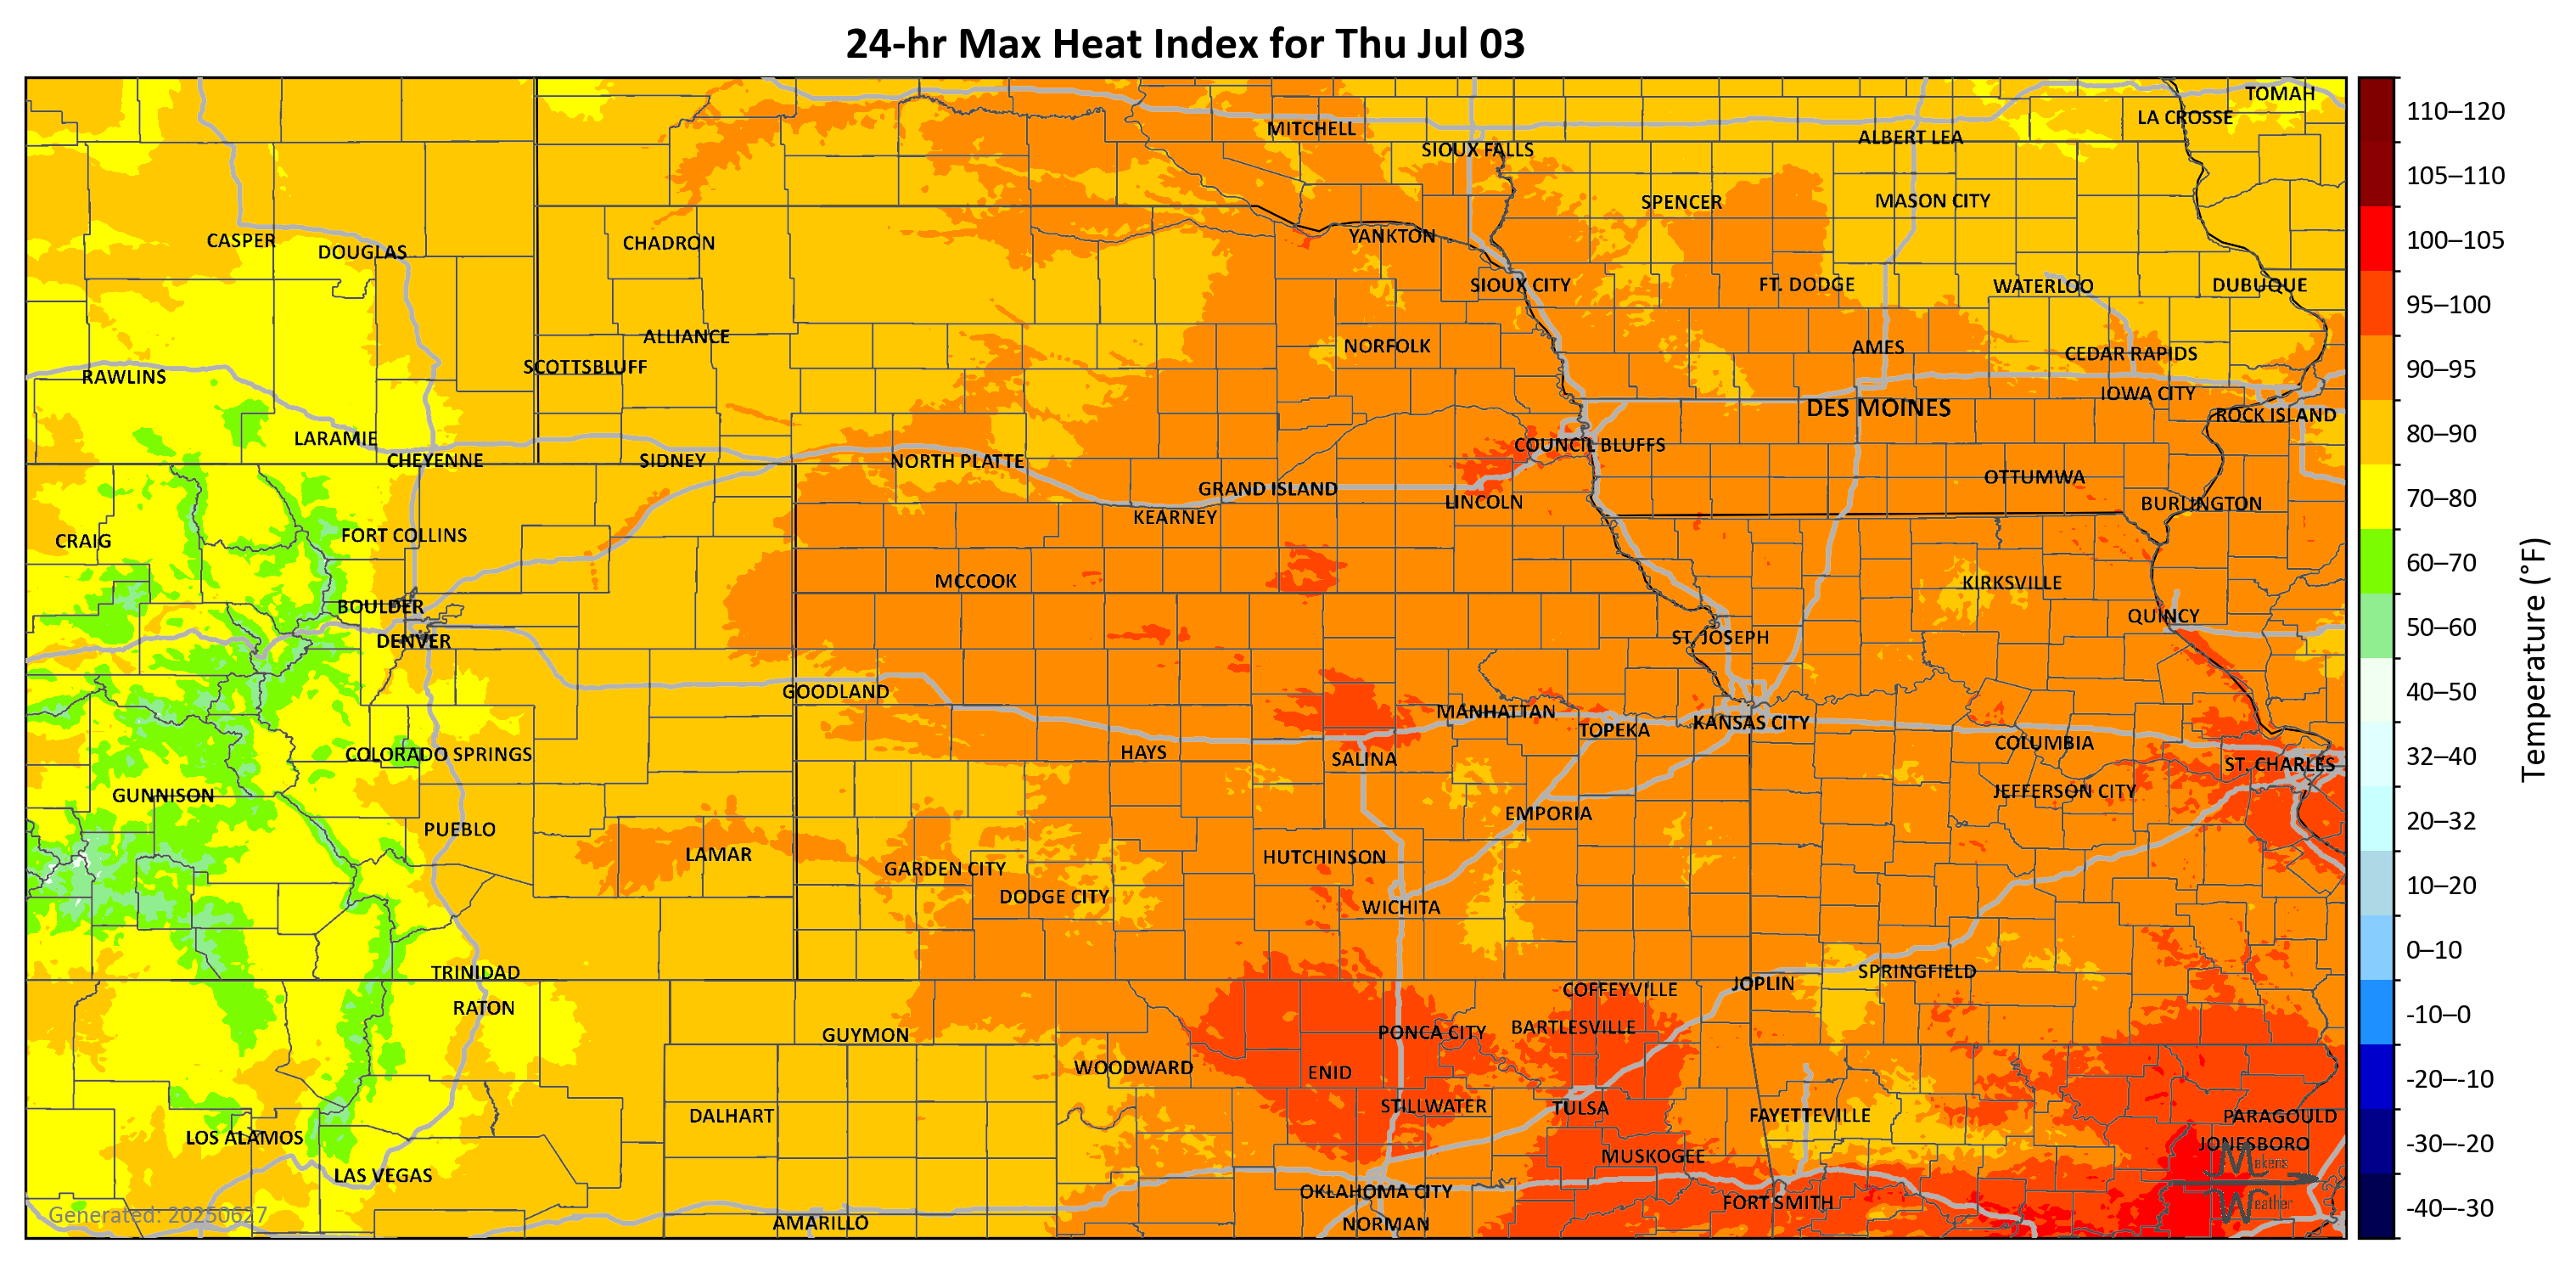 24-hr Max Heat Index for Thu Jul 03
TOMAH
LA CROSSE
MITCHELL
ALBERT LEA
SIOUX FALLS
SPENCER
MASON CITY
CASPER
DOUGLAS
CHADRON
YANKTON
SIOUX CITY
FT. DODGE
WATERLOO
DUBUQUE
ALLIANCE
NORFOLK
AMES
CEDAR RAPIDS
SCOTTSBLUFF
RAWLINS
IOWA CITY
DES MOINES
ROCK ISLAND
LARAMIE
COUNCIL BLUFFS
CHEYENNE
SIDNEY
NORTH PLATTE
OTTUMWA
GRAND ISLAND
LINCOLN
BURLINGTON
KEARNEY
CRAIG
FORT COLLINS
MCCOOK
KIRKSVILLE
BOULDER
QUINCY
DENVER
ST. JOSEPH
GOODLAND
MANHATTAN
TOPEKA
KANSAS CITY
COLUMBIA
COLORADO SPRINGS
HAYS
SALINA
ST. CHARLES
GUNNISON
JEFFERSON CITY
EMPORIA
PUEBLO
LAMAR
GARDEN CITY
HUTCHINSON
DODGE CITY
WICHITA
TRINIDAD
SPRINGFIELD
JOPLIN
COFFEYVILLE
RATON
GUYMON
PONCA CITY
BARTLESVILLE
WOODWARD
ENID
STILLWATER
TULSA
DALHART
FAYETTEVILLE
PARAGOULD
LOS ALAMOS
JONESBORO
MUSKOGEE
LAS VEGAS
OKLAHOMA CITY
FORT SMITH
AMARILLO
NORMAN
Makens
Weather
Generated: 20250627
110–120
105–110
100–105
95–100
90–95
80–90
70–80
60–70
50–60
40–50
32–40
20–32
10–20
0–10
-10–0
-20–-10
-30–-20
-40–-30
Temperature (°F)